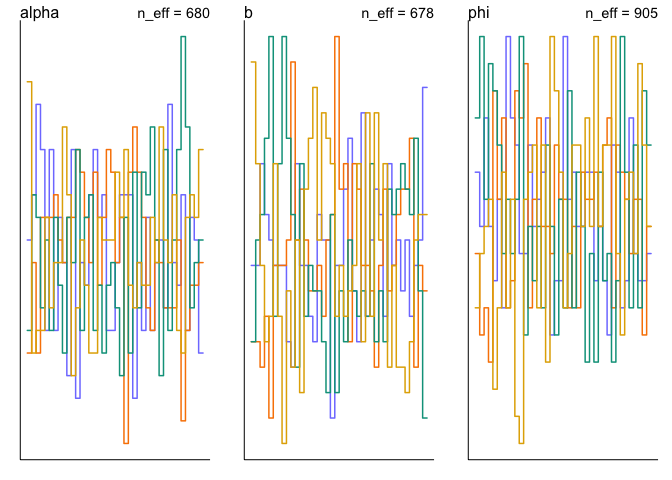 alpha n_eff = 680
b n_eff = 678
phi n_eff = 905